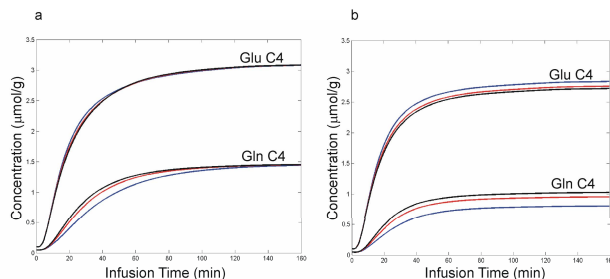 a
b
3.5
3
2.5
2
1.5
1
0.5
0
0 20 40 60 80 100 120 140 160
Concentration (μmol/g)
Infusion Time (min)
Glu C4
Gln C4
3.5
3
2.5
2
1.5
1
0.5
0
0 20 40 60 80 100 120 140 160
Concentration (μmol/g)
Infusion Time (min)
Glu C4
Gln C4